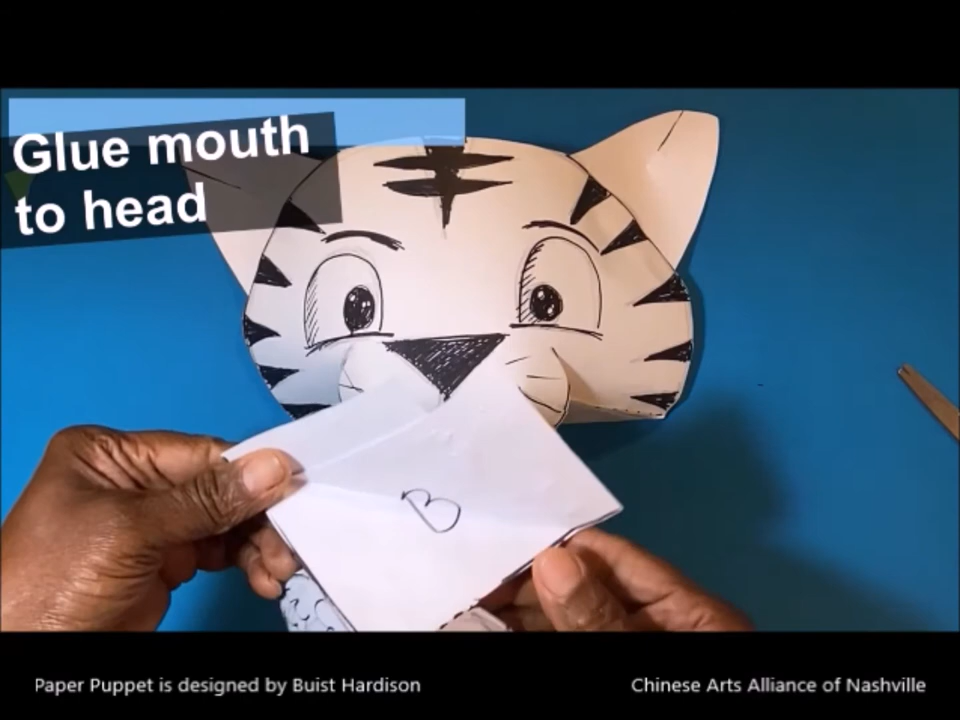 Glue mouth
to head
B
Paper Puppet is designed by Buist Hardison
Chinese Arts Alliance of Nashville